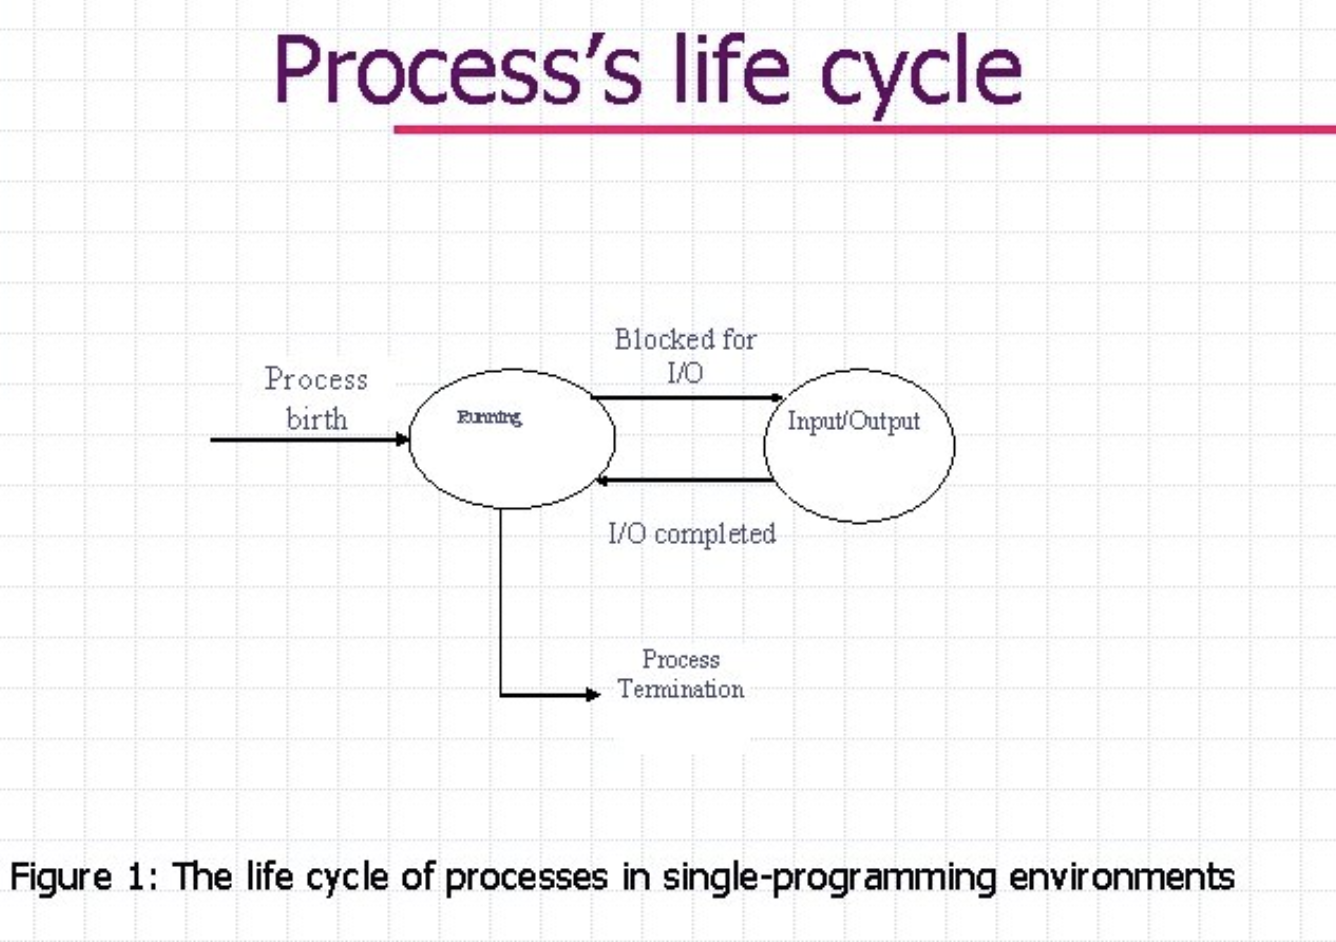 Process’s life cycle
Blocked for
I/O
Process
birth
Running
Input/Output
I/O completed
Process
Termination
Figure 1: The life cycle of processes in single-programming environments